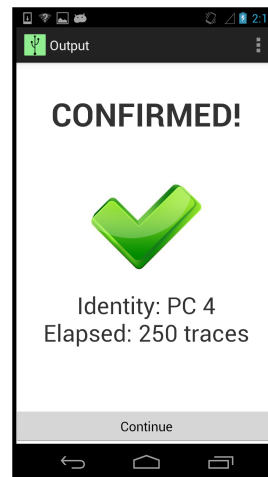 2:1
Output
CONFIRMED!
Identity: PC 4
Elapsed: 250 traces
Continue